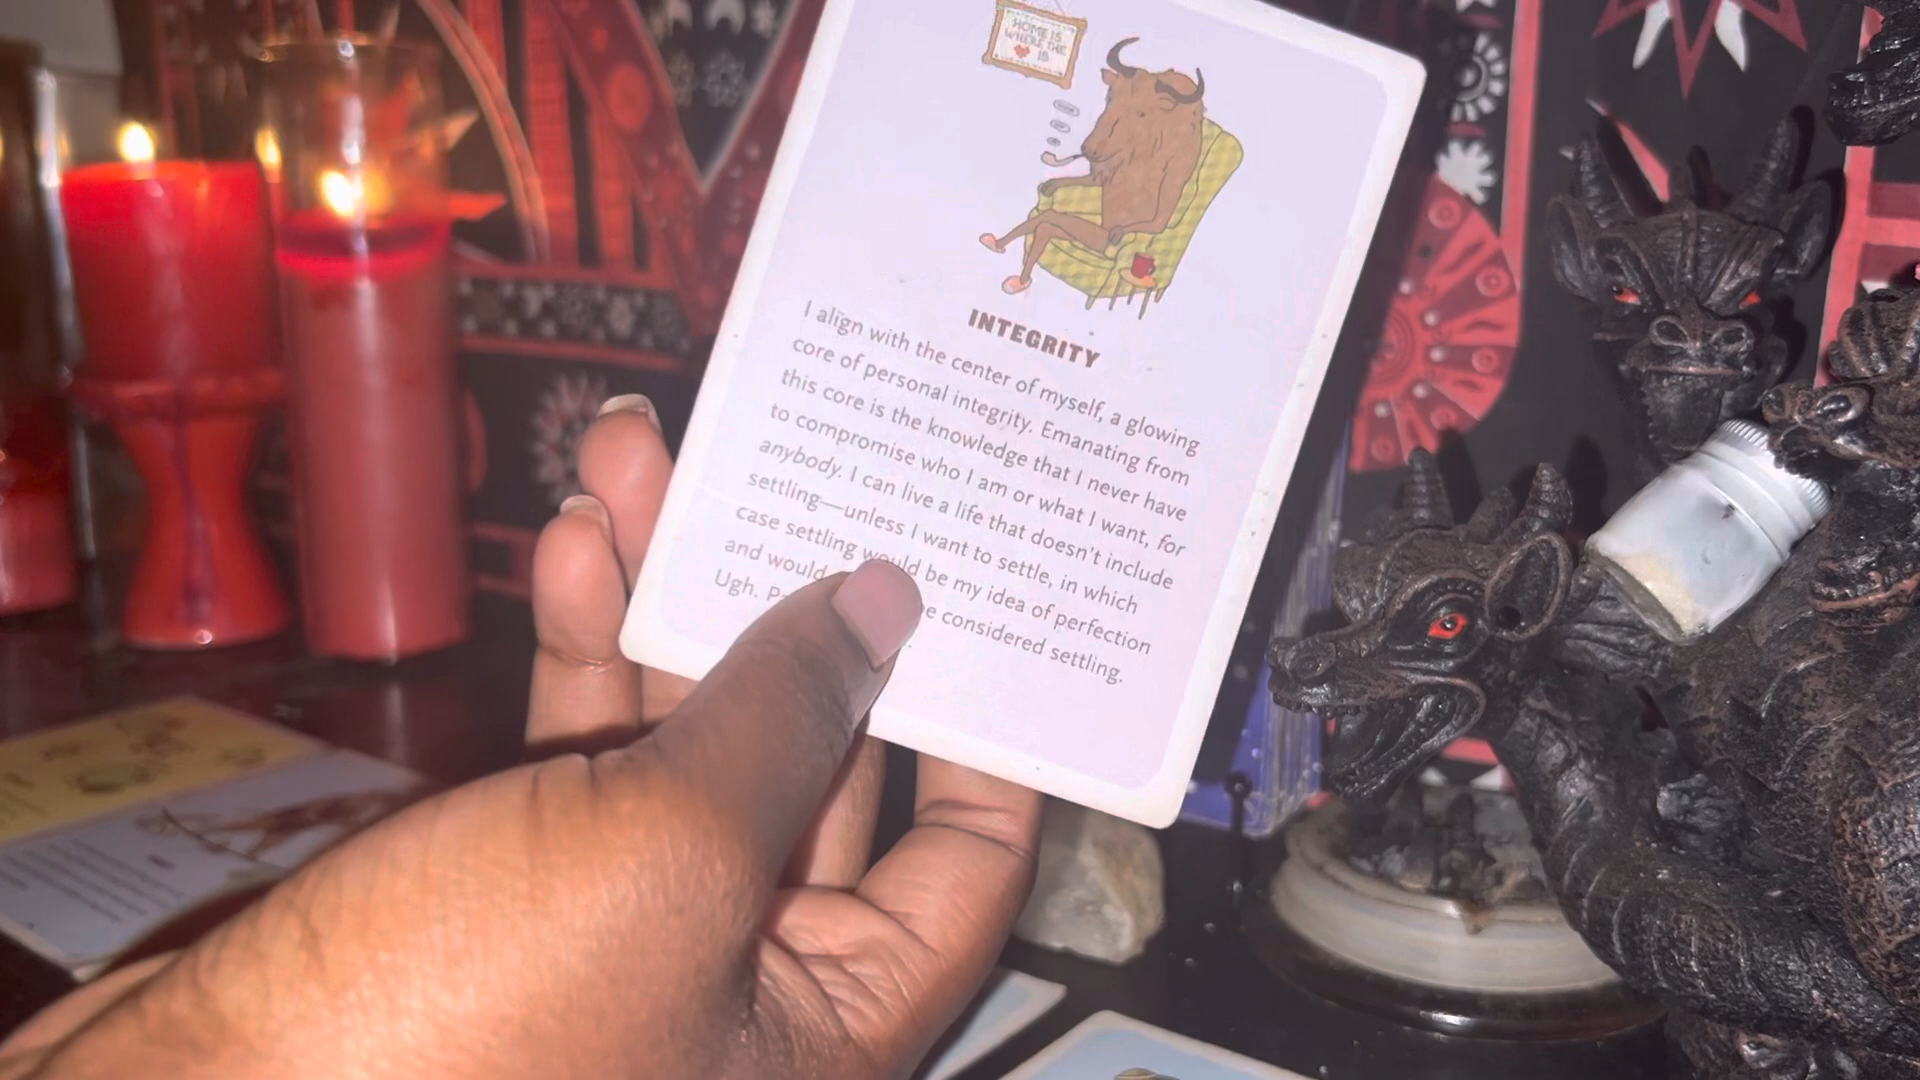 HOME IS
WHERE THE
IS
INTEGRITY
I align with the center of myself, a glowing
core of personal integrity. Emanating from
this core is the knowledge that I never have
to compromise who I am or what I want, for
anybody. I can live a life that doesn't include
settling—unless I want to settle, in which
case settling would be my idea of perfection
and would be considered settling.
Ugh.